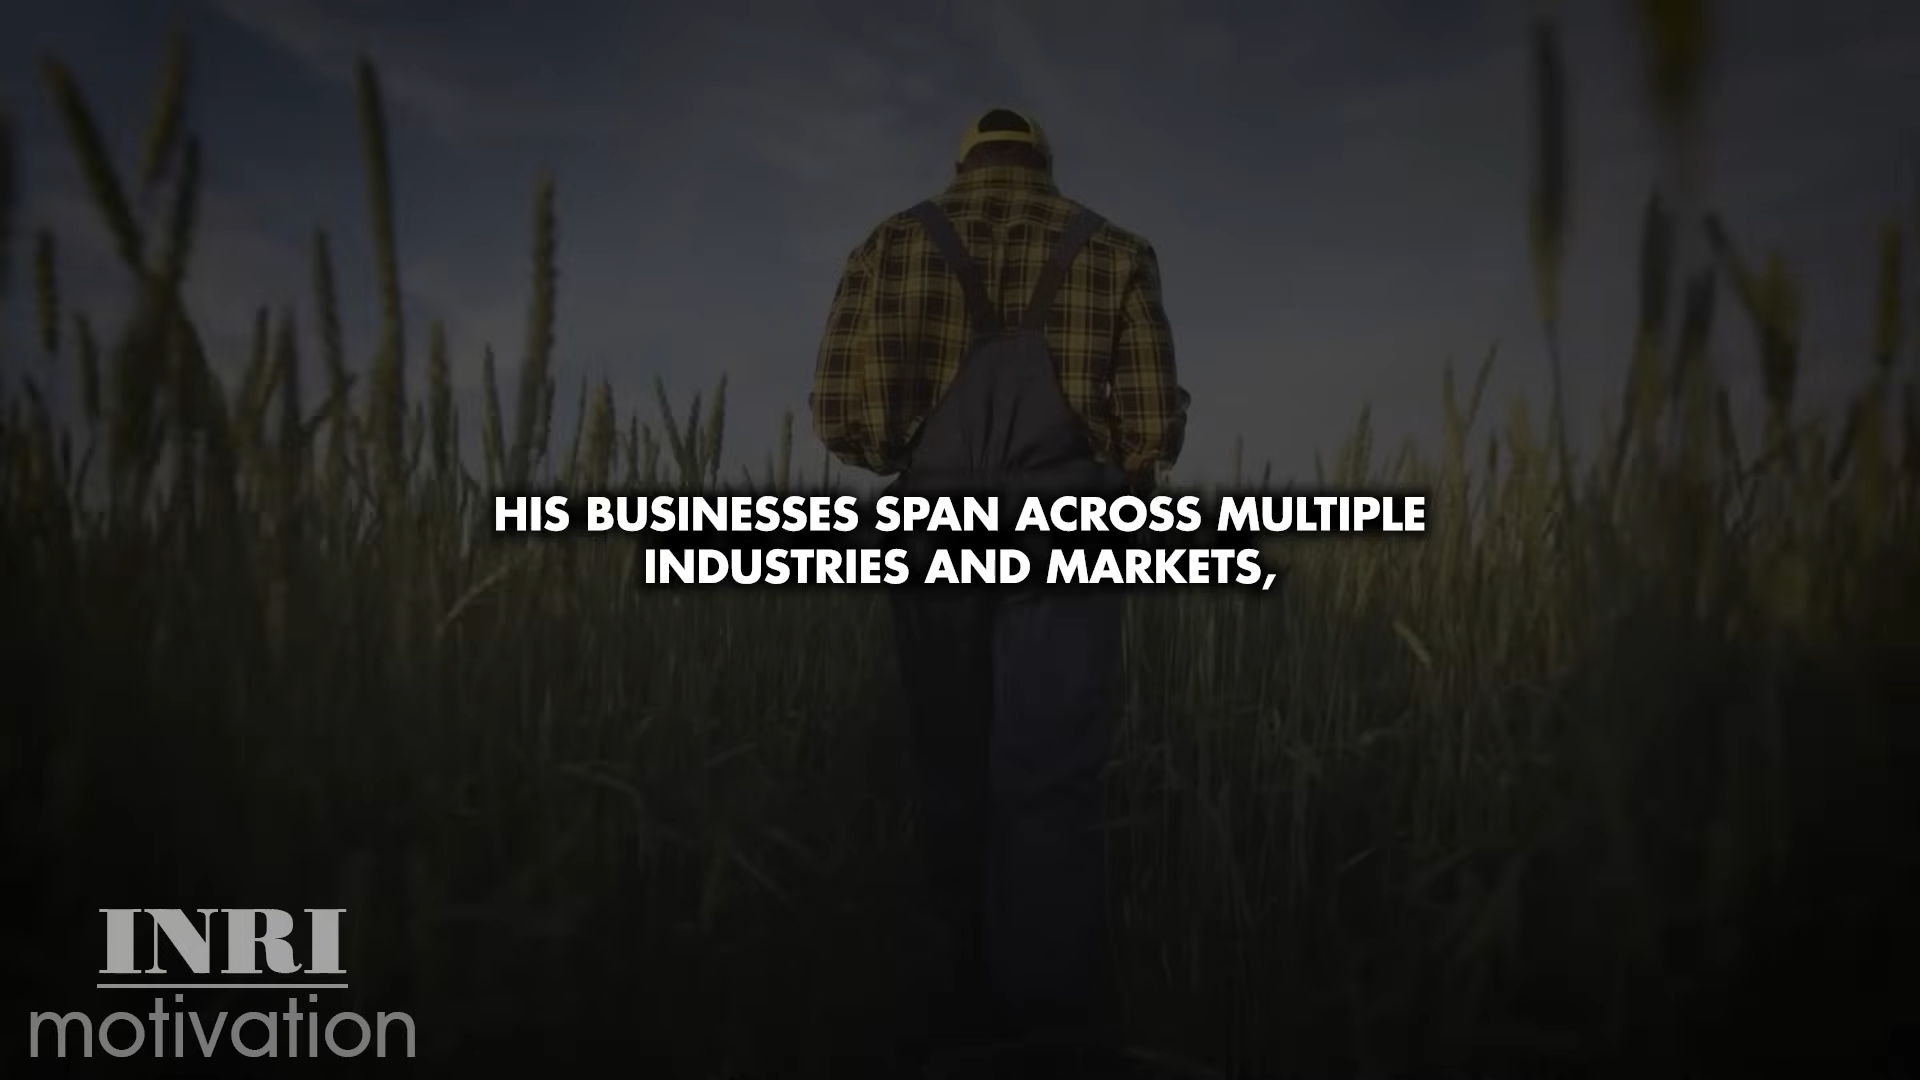 HIS BUSINESSES SPAN ACROSS MULTIPLE
INDUSTRIES AND MARKETS,
INRI
motivation